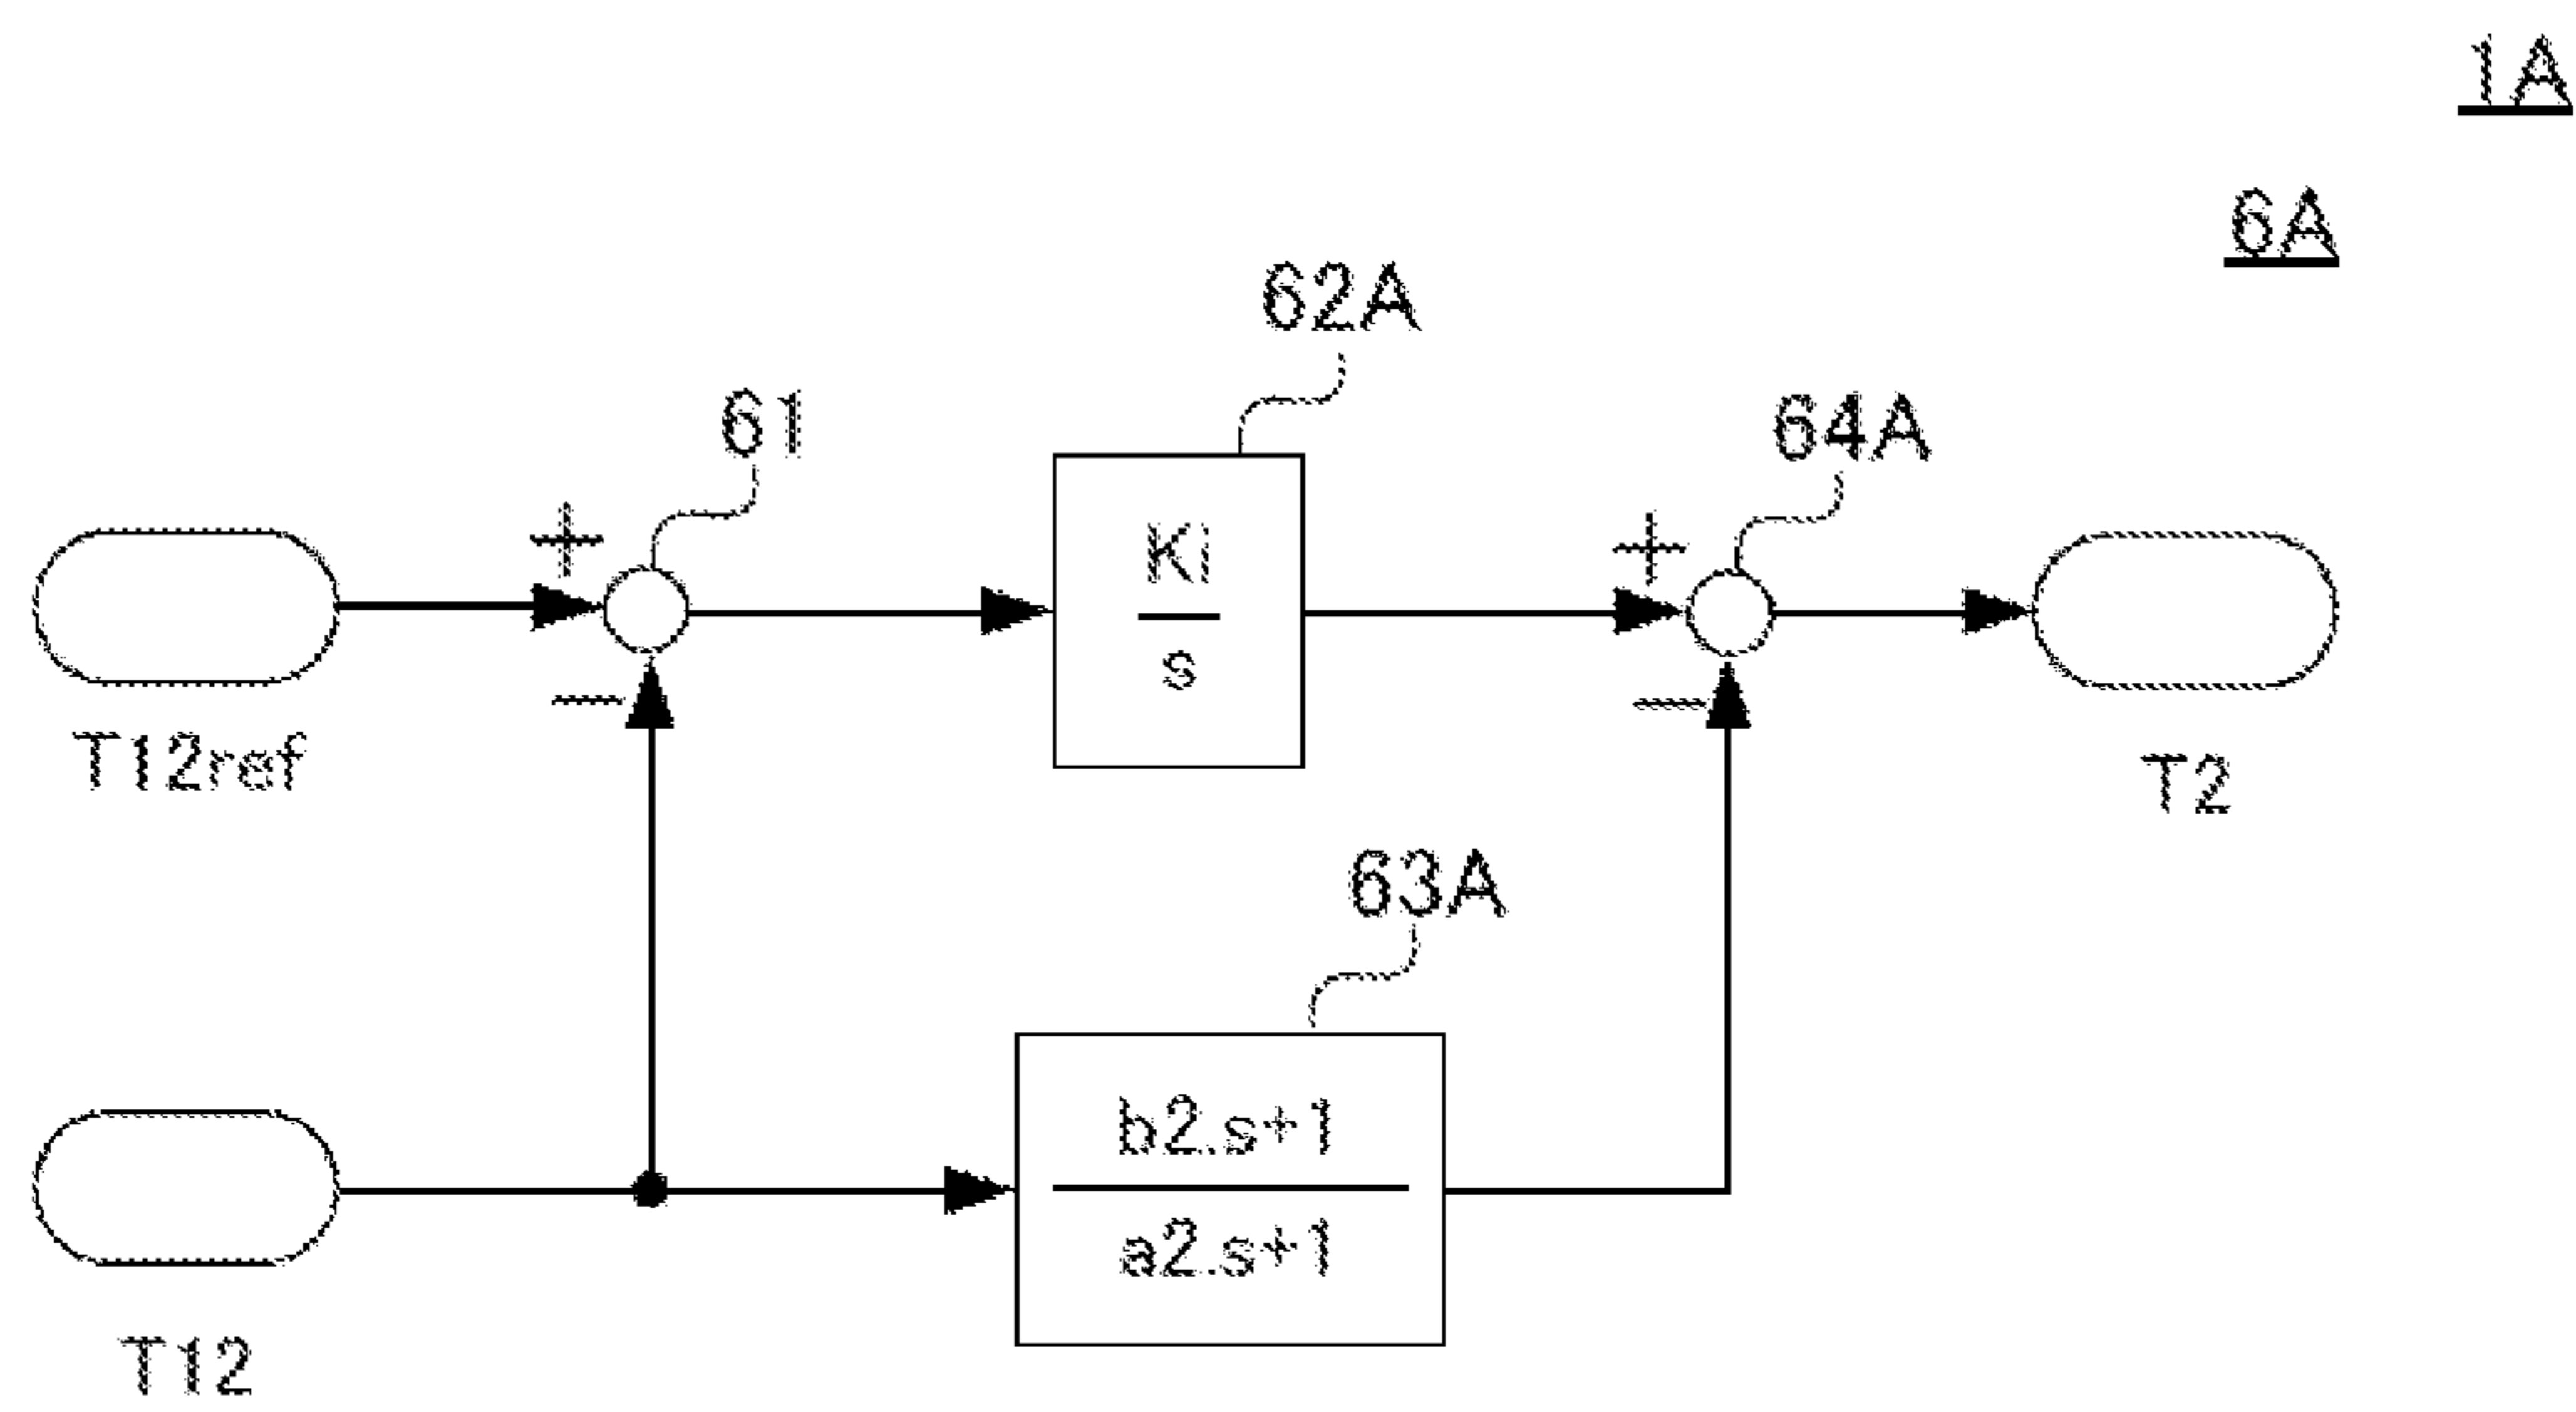 1A
6A
62A
61
64A
+
+
Ki
s
−
−
T12ref
T2
63A
b2.s+1
a2.s+1
T12